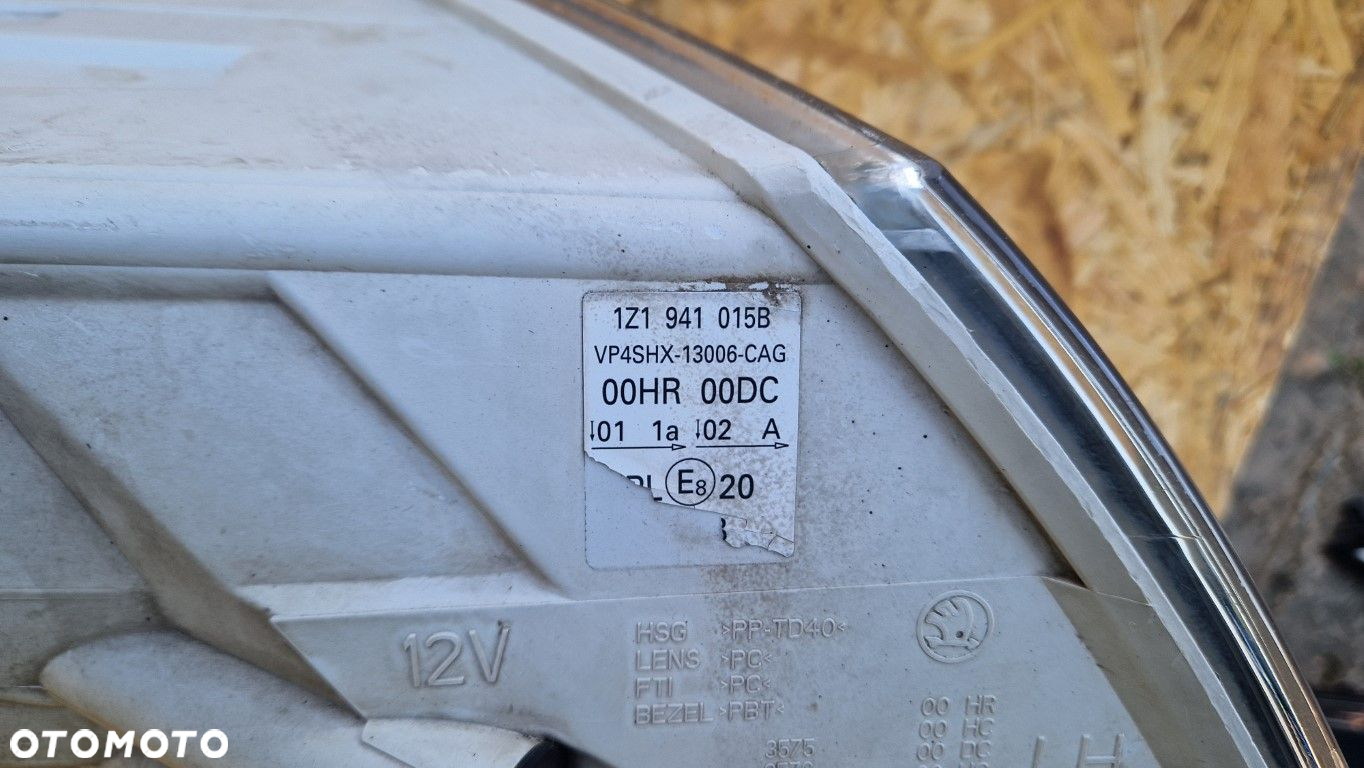 1Z1 941 015B
VP4SHX-13006-CAG
00HR 00DC
↓01 1a ↓02 A
PL E8 20
12V
HSG >PP-TD40<
LENS >PC<
FTI >PC<
BEZEL >PBT<
00 HR
00 HC
00 DC
3575
LH
OTOMOTO